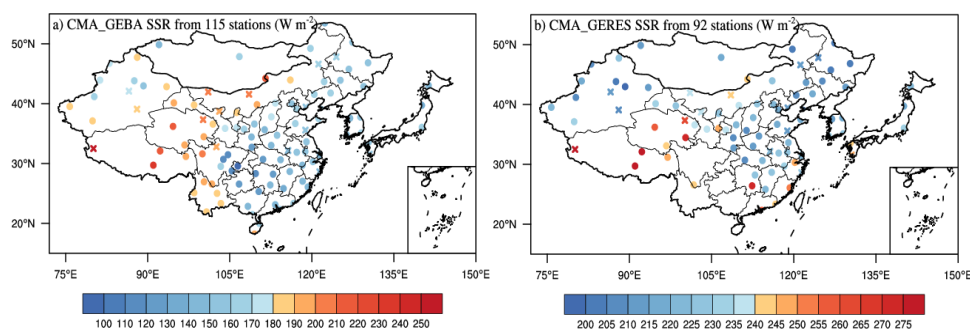 a) CMA_GEBA SSR from 115 stations (W m⁻²)
50°N
40°N
30°N
20°N
75°E 90°E 105°E 120°E 135°E 150°E
100 110 120 130 140 150 160 170 180 190 200 210 220 230 240 250
b) CMA_GERES SSR from 92 stations (W m⁻²)
50°N
40°N
30°N
20°N
75°E 90°E 105°E 120°E 135°E 150°E
200 205 210 215 220 225 230 235 240 245 250 255 260 265 270 275